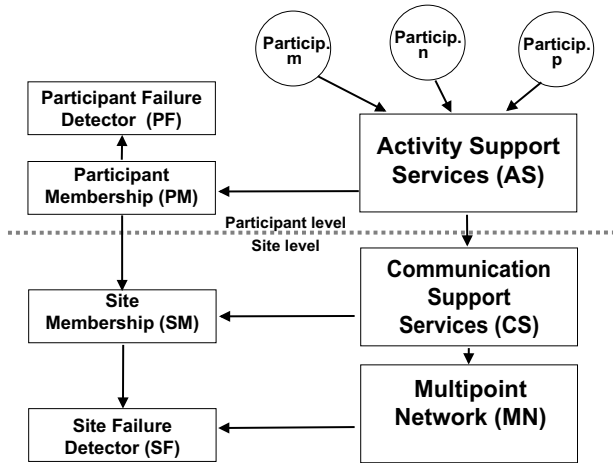 Particip.
m
Particip.
n
Particip.
p
Participant Failure
Detector (PF)
Activity Support
Services (AS)
Participant
Membership (PM)
Participant level
Site level
Communication
Support
Services (CS)
Site
Membership (SM)
Multipoint
Network (MN)
Site Failure
Detector (SF)